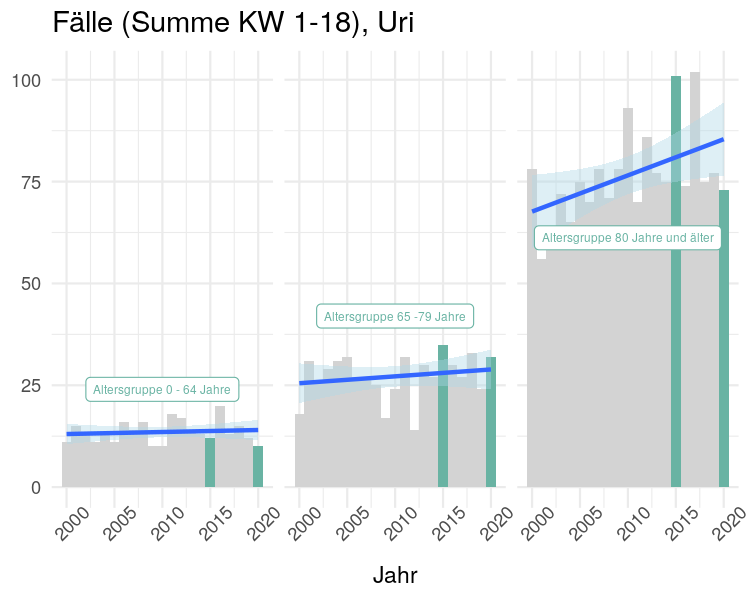 Fälle (Summe KW 1-18), Uri
100
75
50
25
0
Altersgruppe 0 - 64 Jahre
Altersgruppe 65 -79 Jahre
Altersgruppe 80 Jahre und älter
2000 2005 2010 2015 2020
2000 2005 2010 2015 2020
2000 2005 2010 2015 2020
Jahr